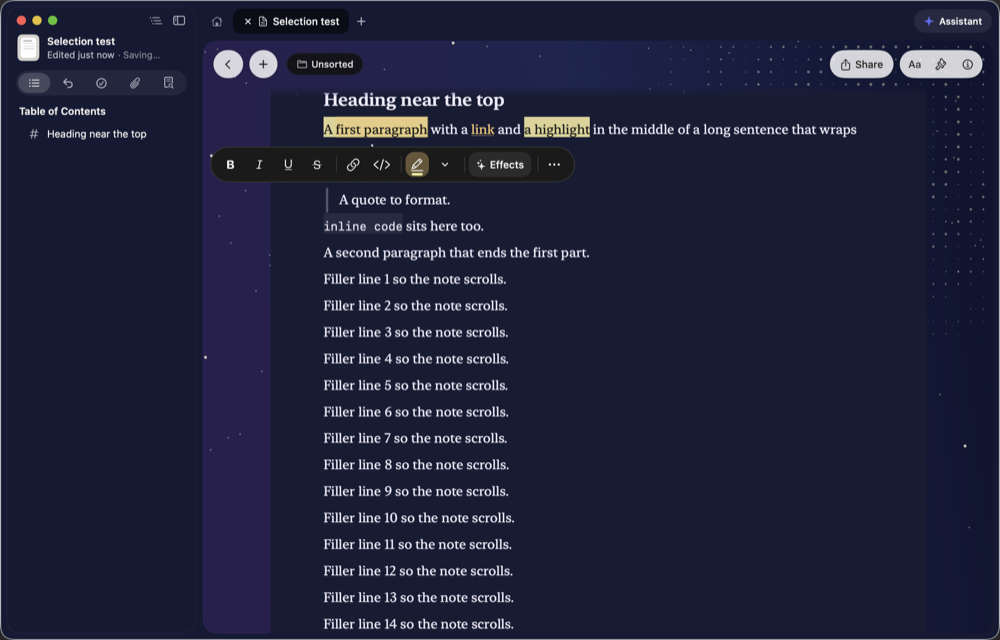 Selection test
Edited just now · Saving...
Table of Contents
# Heading near the top
Selection test
Assistant
Unsorted
Share
Aa
Heading near the top
A first paragraph with a link and a highlight in the middle of a long sentence that wraps
B I U S </> Effects
A quote to format.
inline code sits here too.
A second paragraph that ends the first part.
Filler line 1 so the note scrolls.
Filler line 2 so the note scrolls.
Filler line 3 so the note scrolls.
Filler line 4 so the note scrolls.
Filler line 5 so the note scrolls.
Filler line 6 so the note scrolls.
Filler line 7 so the note scrolls.
Filler line 8 so the note scrolls.
Filler line 9 so the note scrolls.
Filler line 10 so the note scrolls.
Filler line 11 so the note scrolls.
Filler line 12 so the note scrolls.
Filler line 13 so the note scrolls.
Filler line 14 so the note scrolls.